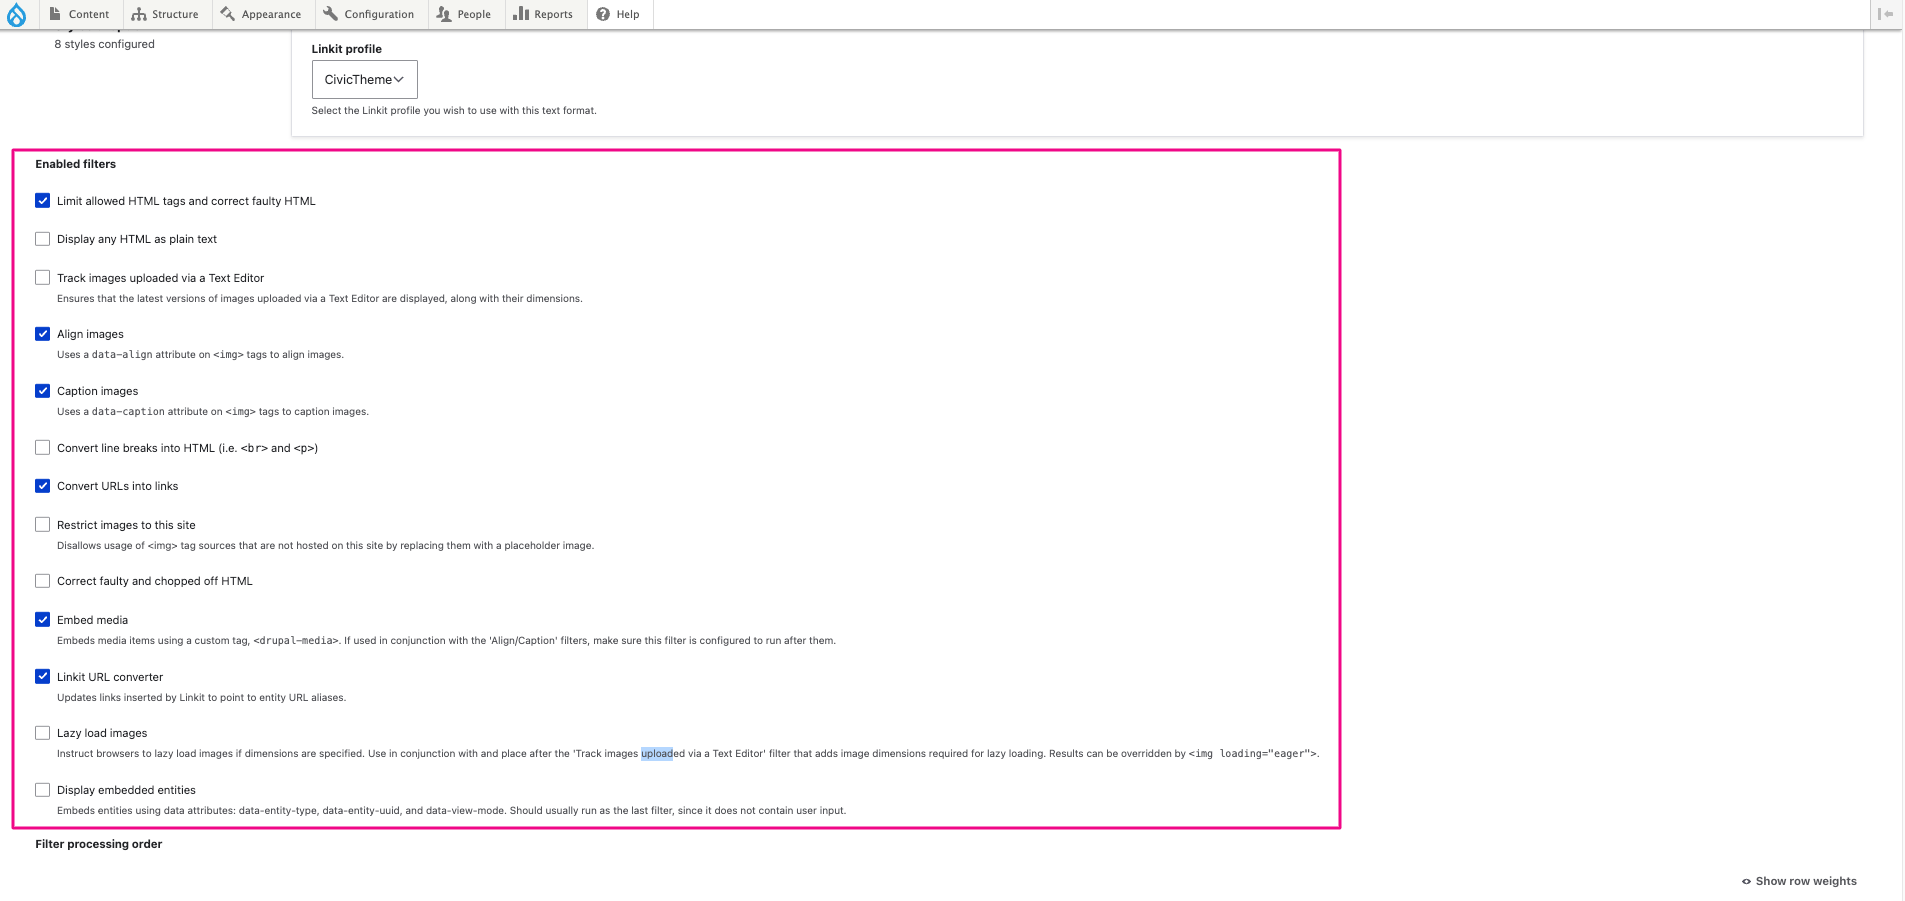 Content
Structure
Appearance
Configuration
People
Reports
Help
8 styles configured
Linkit profile
CivicTheme
Select the Linkit profile you wish to use with this text format.
Enabled filters
Limit allowed HTML tags and correct faulty HTML
Display any HTML as plain text
Track images uploaded via a Text Editor
Ensures that the latest versions of images uploaded via a Text Editor are displayed, along with their dimensions.
Align images
Uses a data-align attribute on <img> tags to align images.
Caption images
Uses a data-caption attribute on <img> tags to caption images.
Convert line breaks into HTML (i.e. <br> and <p>)
Convert URLs into links
Restrict images to this site
Disallows usage of <img> tag sources that are not hosted on this site by replacing them with a placeholder image.
Correct faulty and chopped off HTML
Embed media
Embeds media items using a custom tag, <drupal-media>. If used in conjunction with the 'Align/Caption' filters, make sure this filter is configured to run after them.
Linkit URL converter
Updates links inserted by Linkit to point to entity URL aliases.
Lazy load images
Instruct browsers to lazy load images if dimensions are specified. Use in conjunction with and place after the 'Track images uploaded via a Text Editor' filter that adds image dimensions required for lazy loading. Results can be overridden by <img loading="eager">.
Display embedded entities
Embeds entities using data attributes: data-entity-type, data-entity-uuid, and data-view-mode. Should usually run as the last filter, since it does not contain user input.
Filter processing order
Show row weights